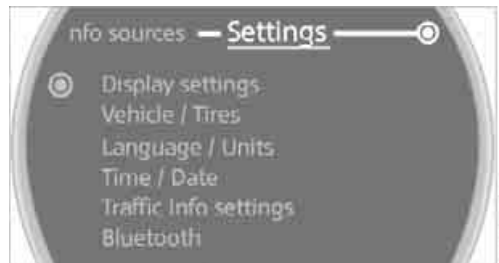 nfo sources Settings
Display settings
Vehicle / Tires
Language / Units
Time / Date
Traffic Info settings
Bluetooth